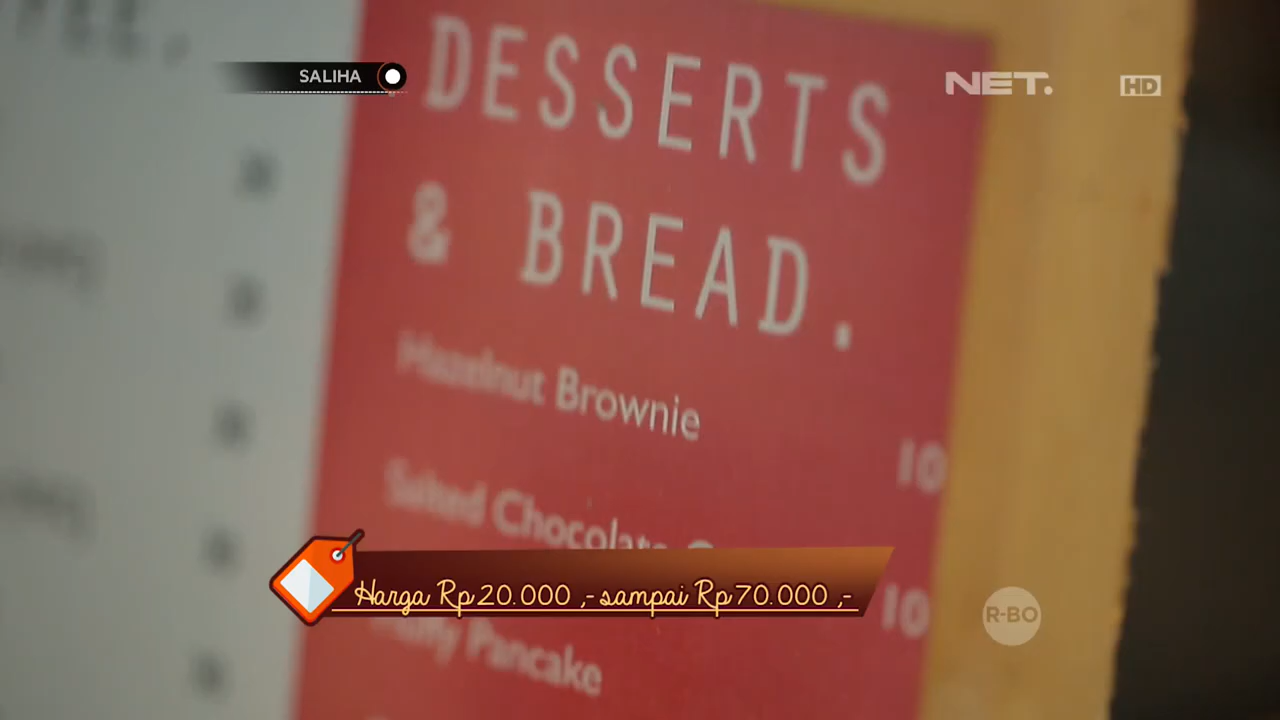 SALIHA
NET.
HD
DESSERTS
& BREAD.
Hazelnut Brownie
10
Salted Chocolate
10
Pancake
Harga Rp 20.000 ,- sampai Rp 70.000 ,-
R-BO